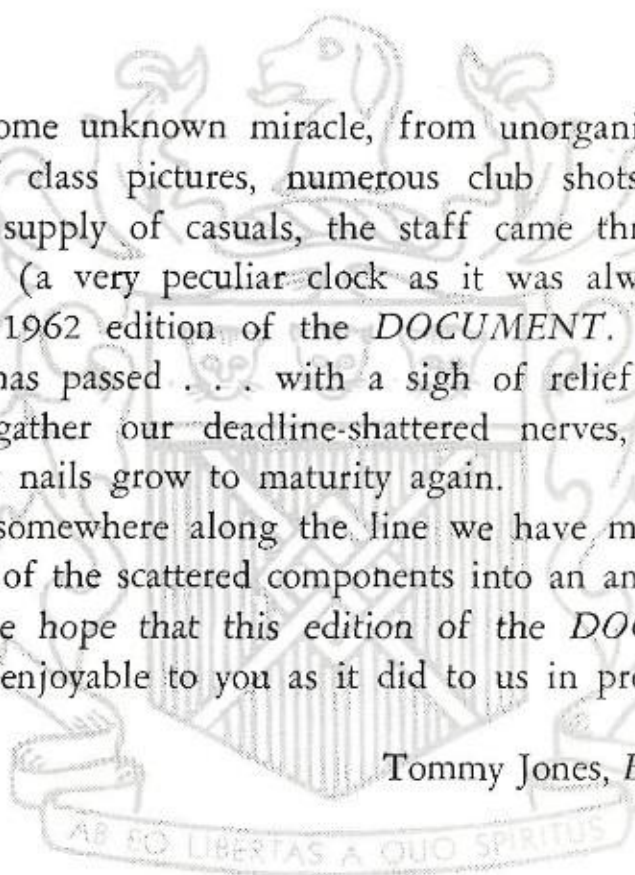 ome unknown miracle, from unorgani
class pictures, numerous club shots
supply of casuals, the staff came thr
(a very peculiar clock as it was alw
1962 edition of the DOCUMENT.
has passed . . . with a sigh of relief
gather our deadline-shattered nerves,
nails grow to maturity again.
somewhere along the line we have m
of the scattered components into an an
e hope that this edition of the DOC
enjoyable to you as it did to us in pr
Tommy Jones, E
AB EO LIBERTAS A QUO SPIRITUS